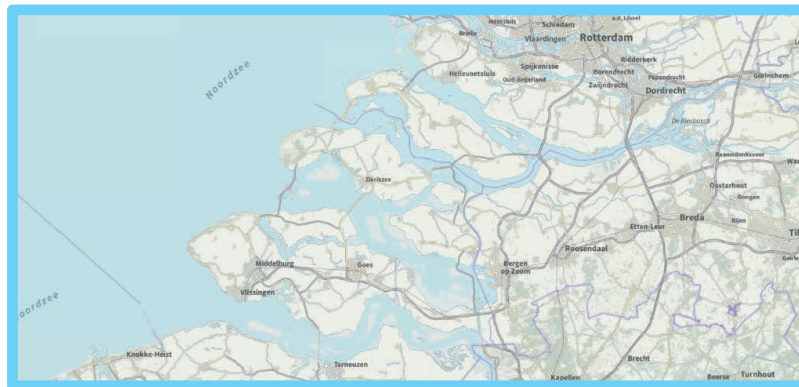 Maassluis
Schiedam
a.d. IJssel
Brielle
Vlaardingen
Rotterdam
Noordzee
Spijkenisse
Ridderkerk
Hellevoetsluis
Oud-Beijerland
Barendrecht
Papendrecht
Gorinchem
Zwijndrecht
Dordrecht
De Biesbosch
Raamsdonksveer
Zierikzee
Oosterhout
Dongen
Breda
Rijen
Etten-Leur
Roosendaal
Middelburg
Goes
Bergen
op Zoom
Vlissingen
oordzee
Knokke-Heist
Terneuzen
Brecht
Kapellen
Beerse
Turnhout